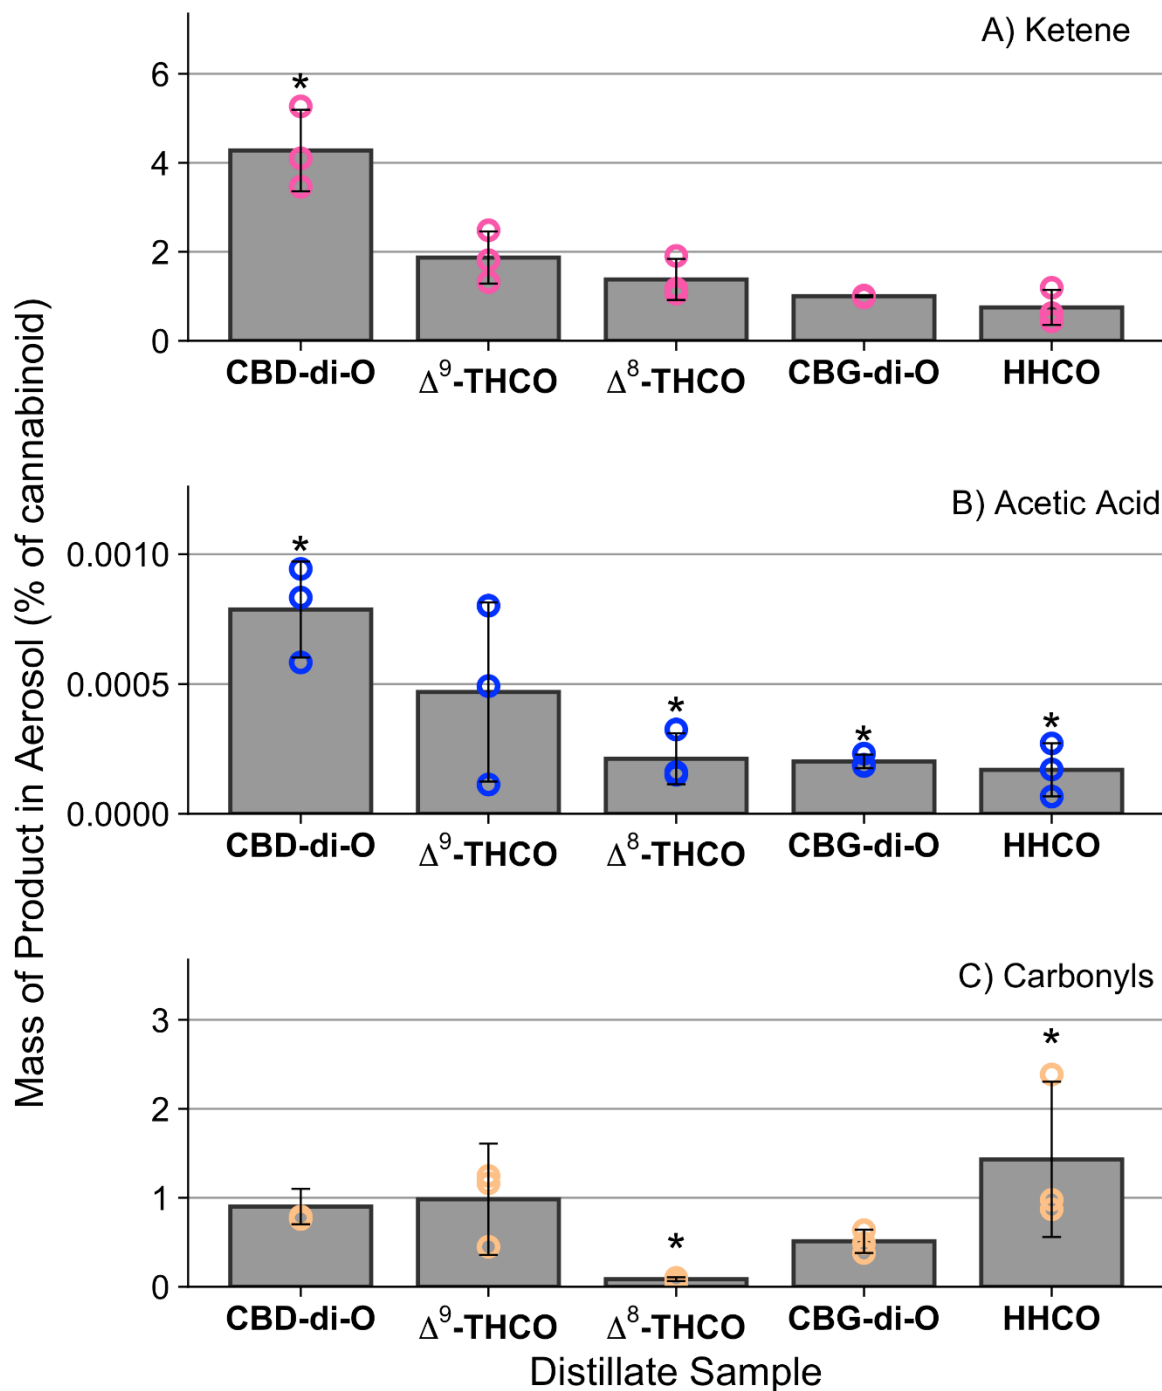 Mass of Product in Aerosol (% of cannabinoid)
A) Ketene
6
4
2
0
*
CBD-di-O Δ⁹-THCO Δ⁸-THCO CBG-di-O HHCO
B) Acetic Acid
0.0010
0.0005
0.0000
* * * *
CBD-di-O Δ⁹-THCO Δ⁸-THCO CBG-di-O HHCO
C) Carbonyls
3
2
1
0
* *
CBD-di-O Δ⁹-THCO Δ⁸-THCO CBG-di-O HHCO
Distillate Sample